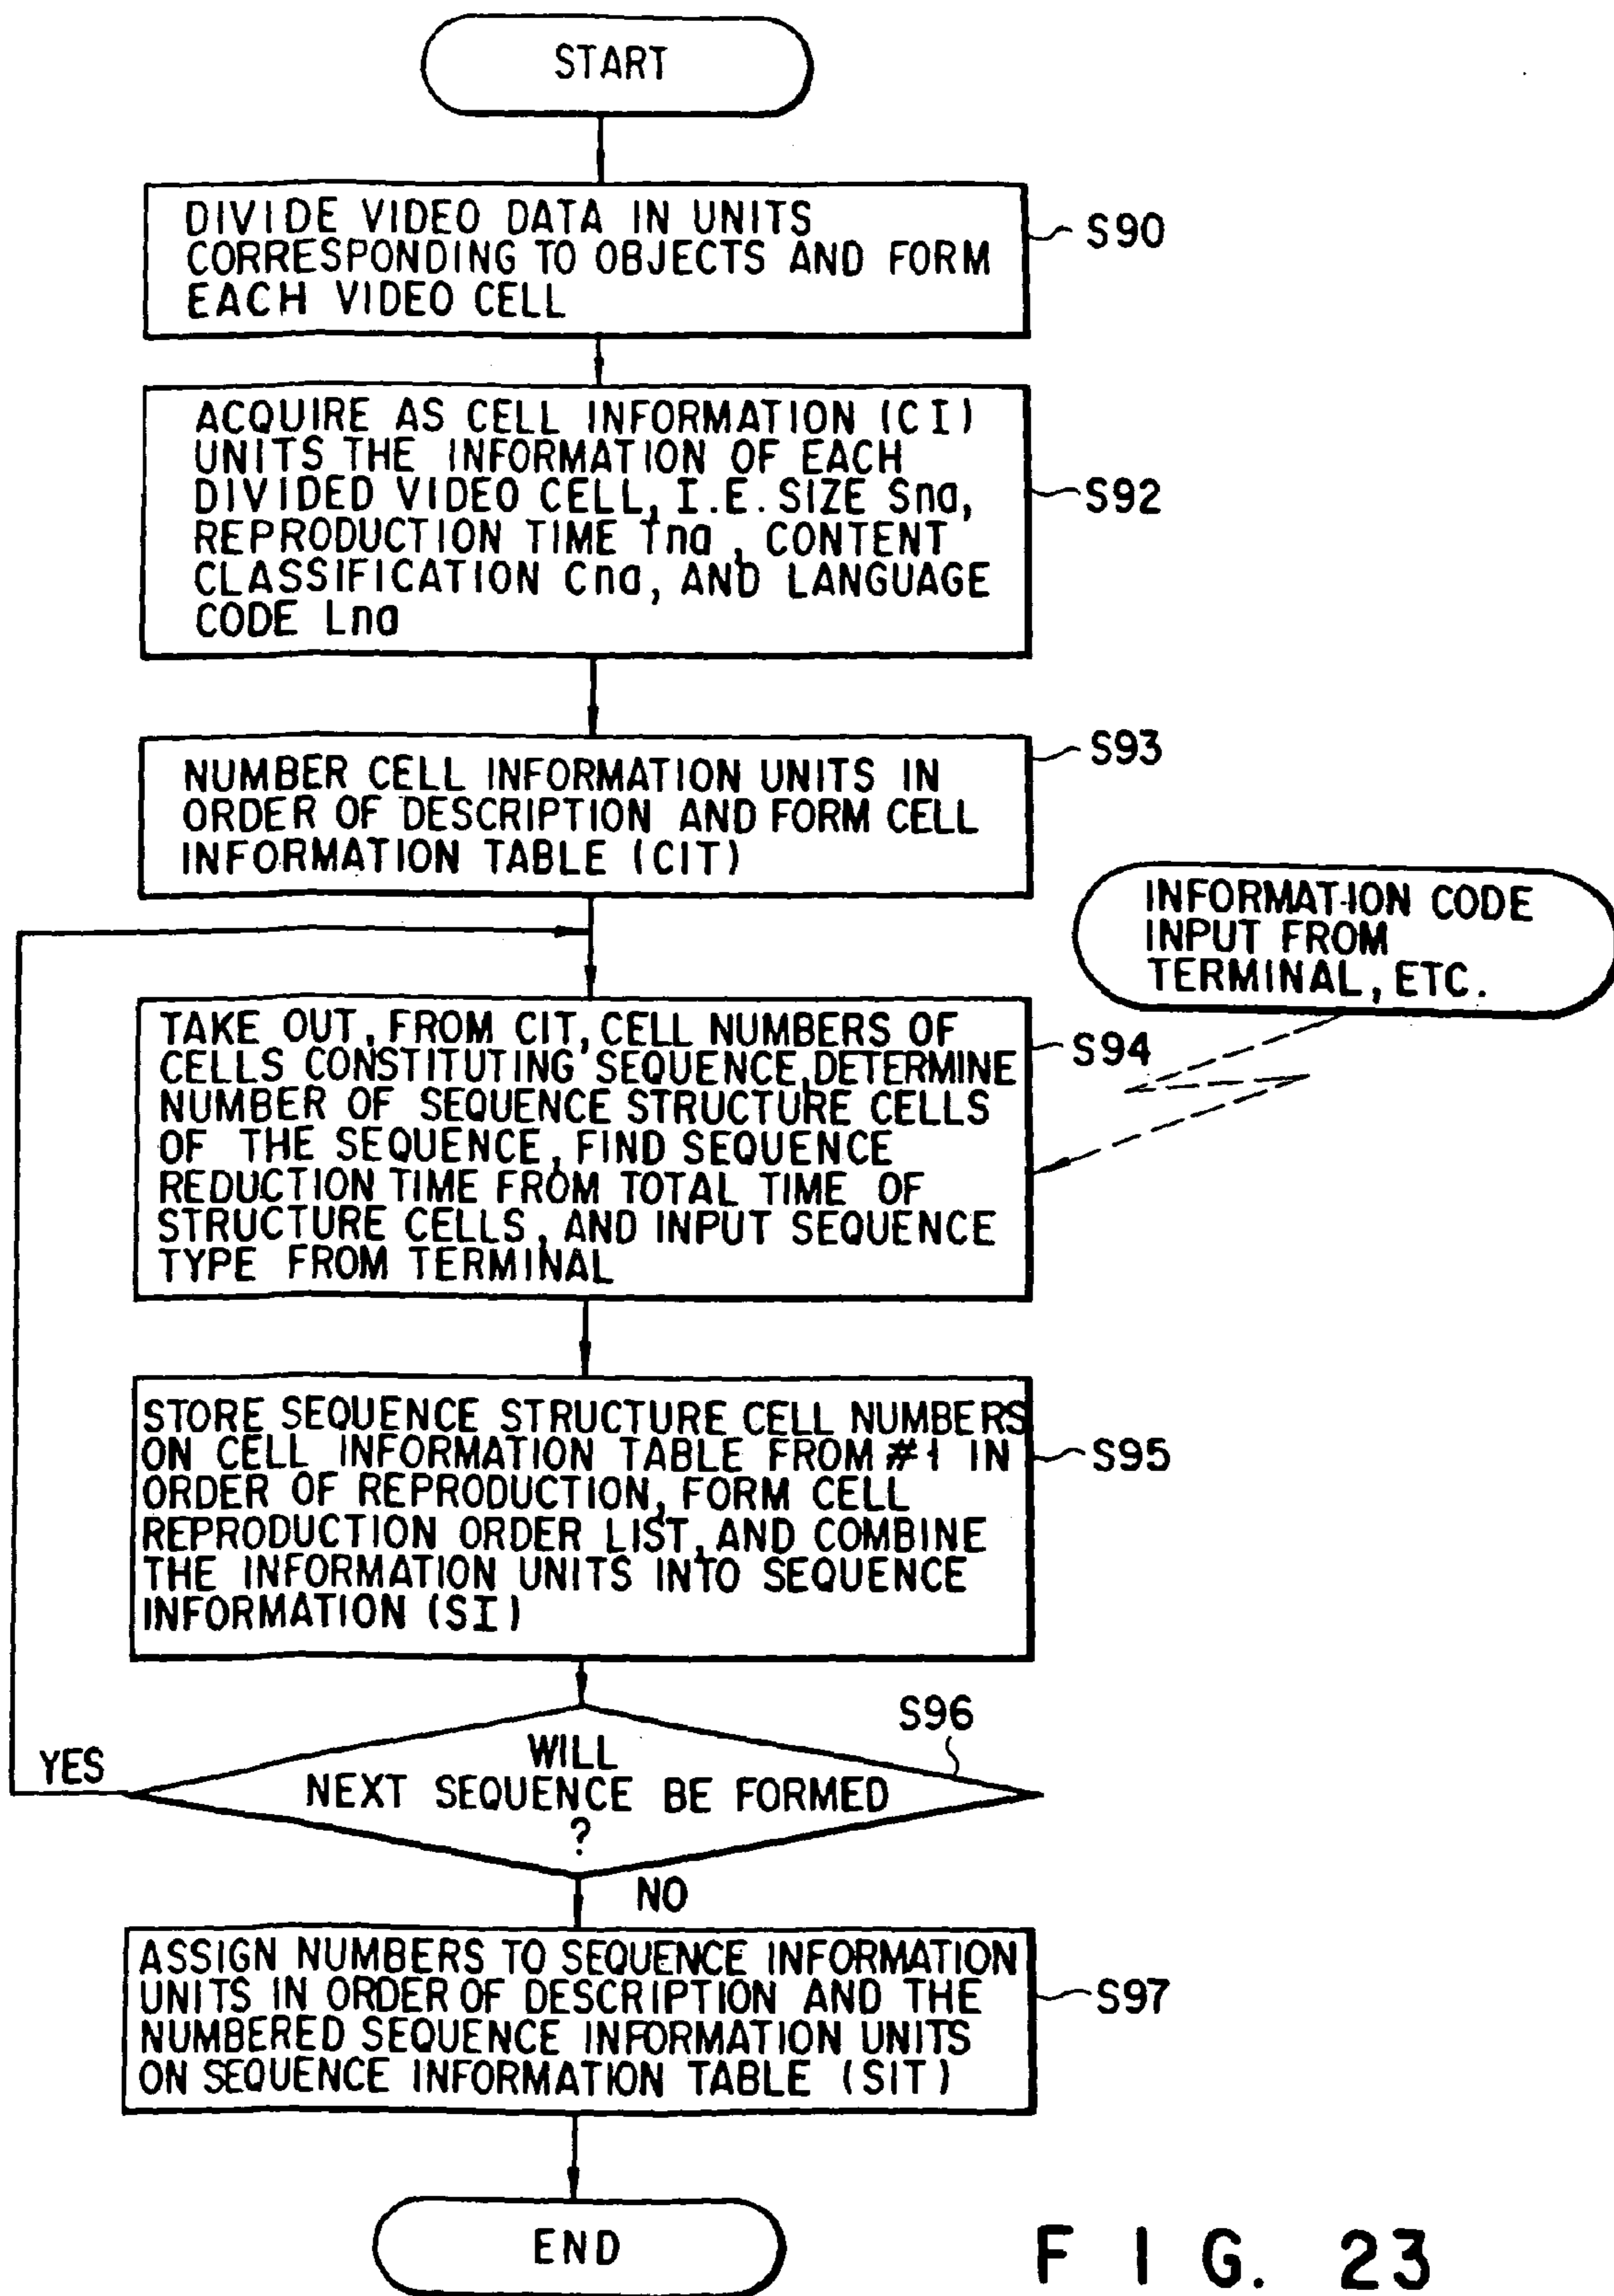 START
DIVIDE VIDEO DATA IN UNITS
CORRESPONDING TO OBJECTS AND FORM
EACH VIDEO CELL
S90
ACQUIRE AS CELL INFORMATION (CI)
UNITS THE INFORMATION OF EACH
DIVIDED VIDEO CELL, I.E. SIZE Sna,
REPRODUCTION TIME Tna, CONTENT
CLASSIFICATION Cna, AND LANGUAGE
CODE Lna
S92
NUMBER CELL INFORMATION UNITS IN
ORDER OF DESCRIPTION AND FORM CELL
INFORMATION TABLE (CIT)
S93
INFORMATION CODE
INPUT FROM
TERMINAL, ETC.
TAKE OUT, FROM CIT, CELL NUMBERS OF
CELLS CONSTITUTING SEQUENCE, DETERMINE
NUMBER OF SEQUENCE STRUCTURE CELLS
OF THE SEQUENCE, FIND SEQUENCE
REDUCTION TIME FROM TOTAL TIME OF
STRUCTURE CELLS, AND INPUT SEQUENCE
TYPE FROM TERMINAL
S94
STORE SEQUENCE STRUCTURE CELL NUMBERS
ON CELL INFORMATION TABLE FROM #1 IN
ORDER OF REPRODUCTION, FORM CELL
REPRODUCTION ORDER LIST, AND COMBINE
THE INFORMATION UNITS INTO SEQUENCE
INFORMATION (SI)
S95
S96
WILL
NEXT SEQUENCE BE FORMED
?
YES
NO
ASSIGN NUMBERS TO SEQUENCE INFORMATION
UNITS IN ORDER OF DESCRIPTION AND THE
NUMBERED SEQUENCE INFORMATION UNITS
ON SEQUENCE INFORMATION TABLE (SIT)
S97
END
FIG. 23